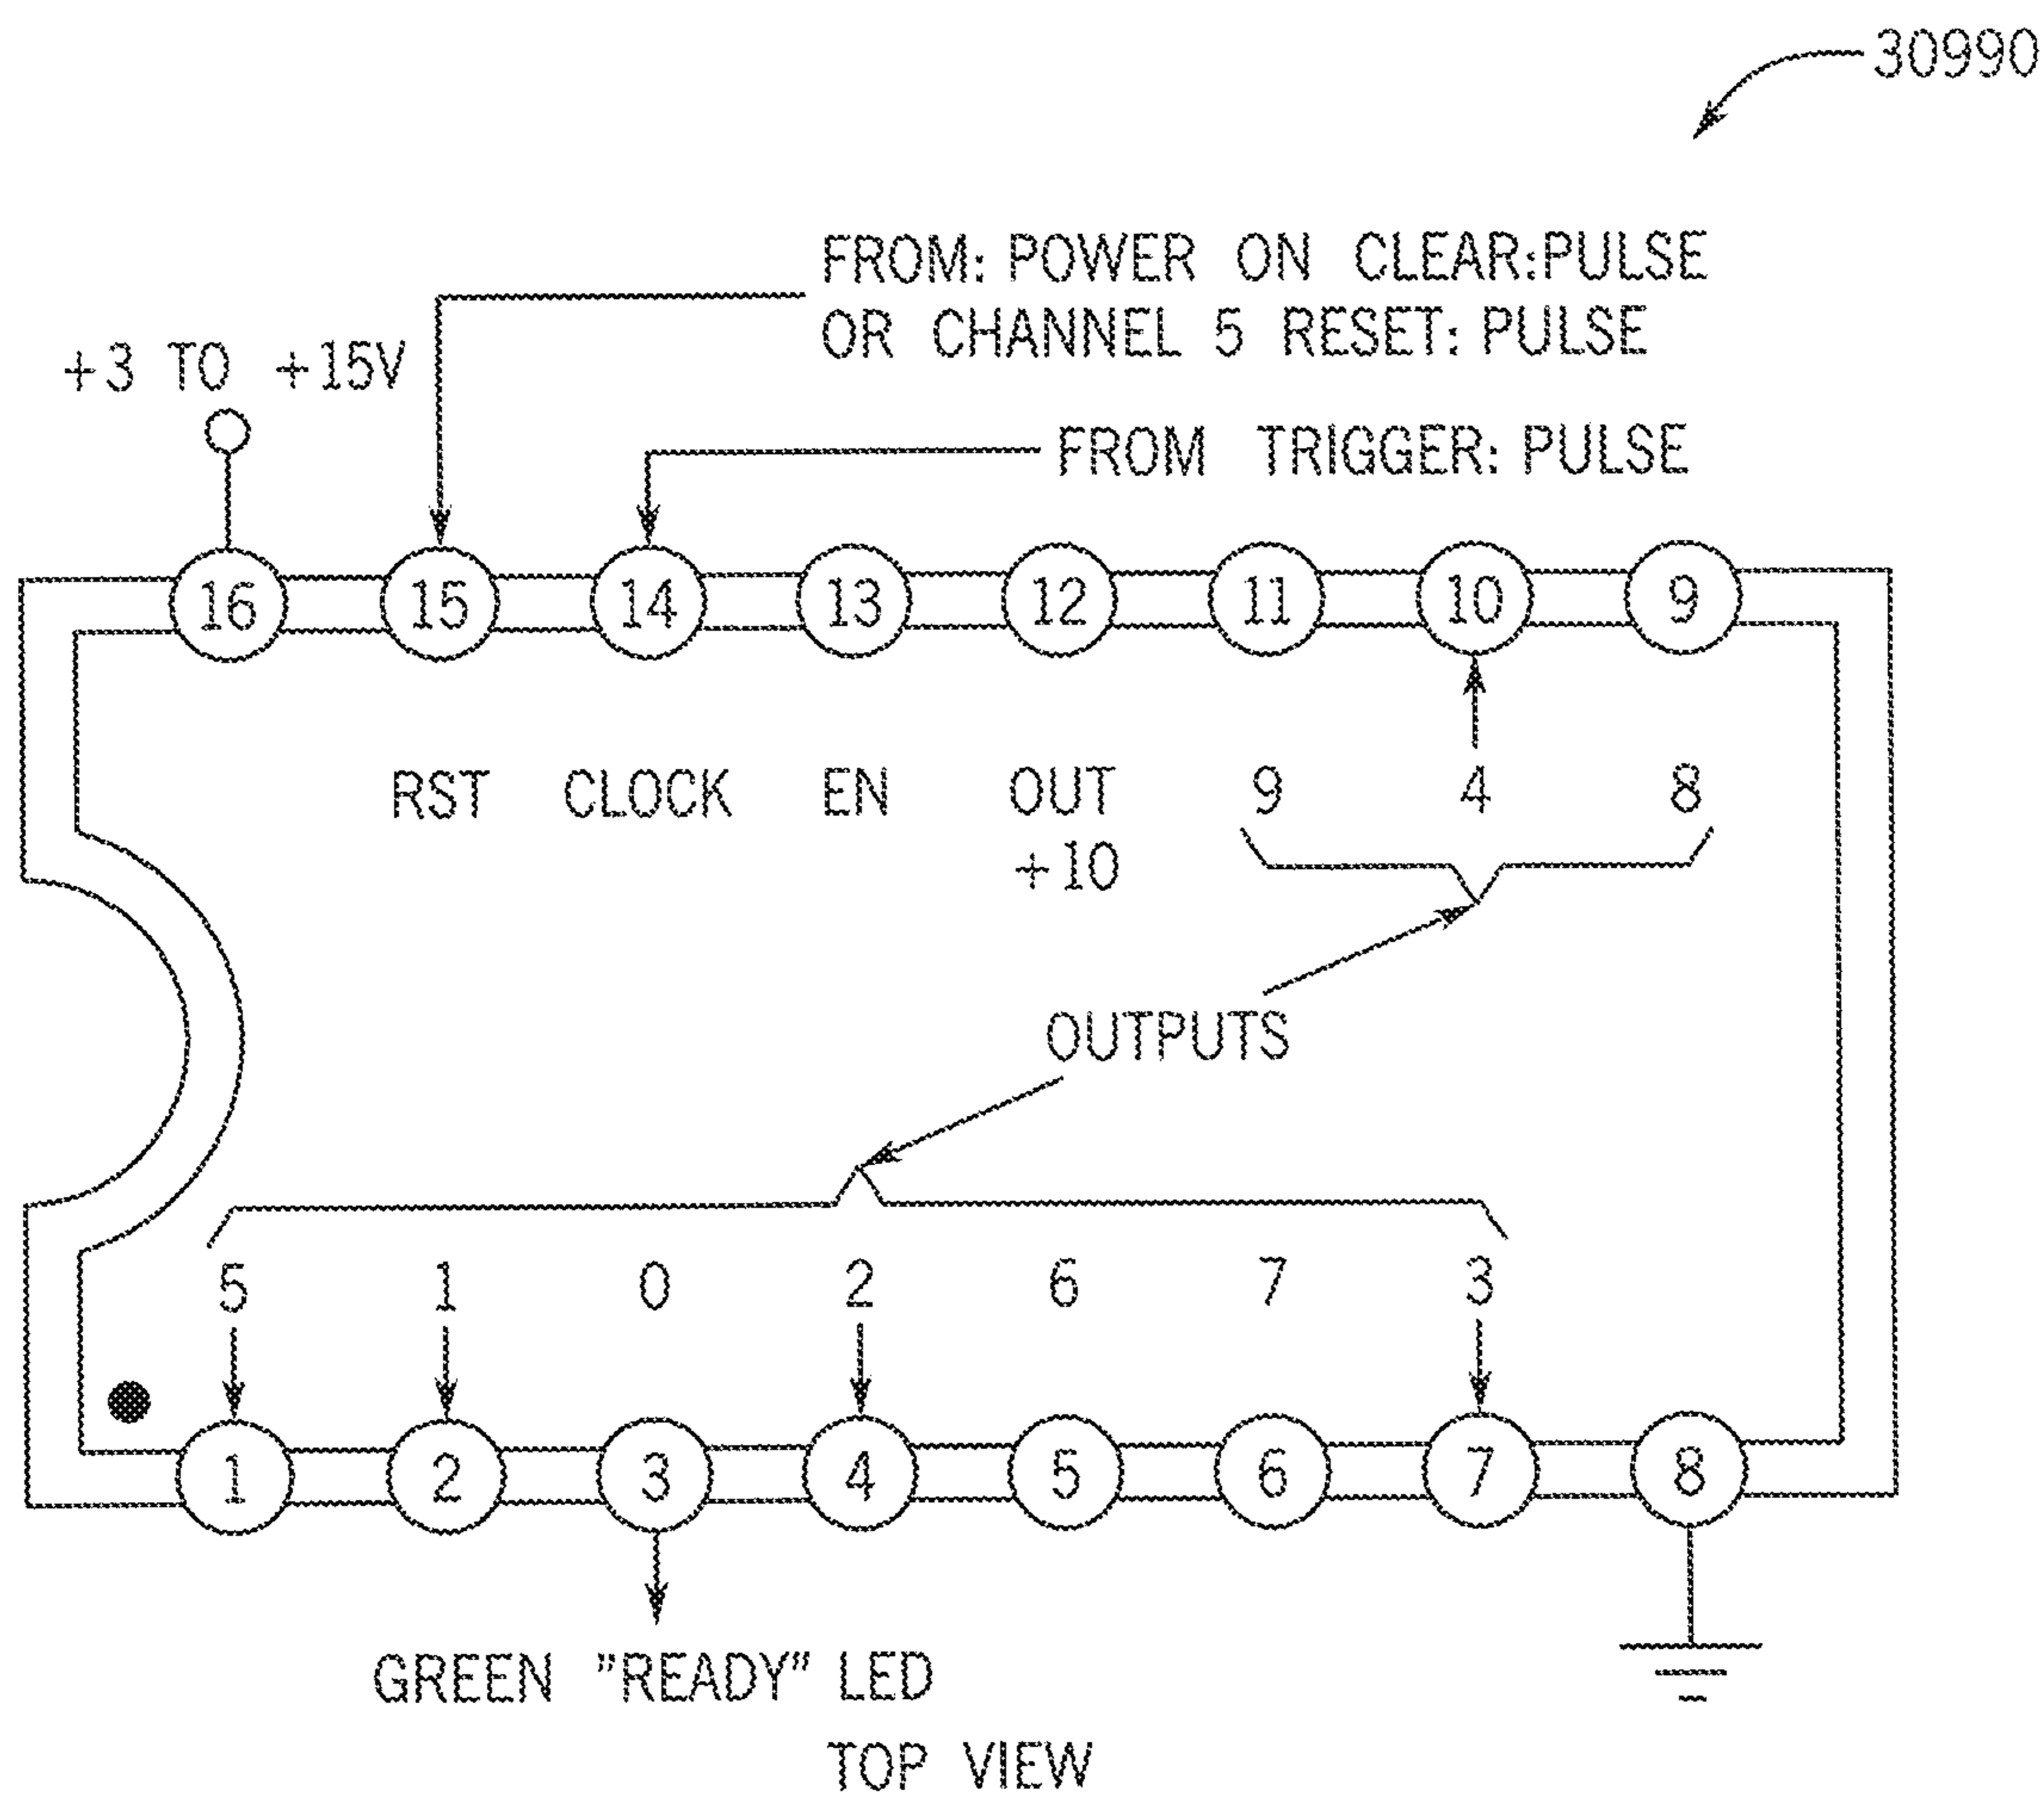 30990
FROM: POWER ON CLEAR:PULSE
OR CHANNEL 5 RESET: PULSE
+3 TO +15V
FROM TRIGGER: PULSE
16 15 14 13 12 11 10 9
RST CLOCK EN OUT 9 4 8
+10
OUTPUTS
5 1 0 2 6 7 3
1 2 3 4 5 6 7 8
GREEN "READY" LED
TOP VIEW